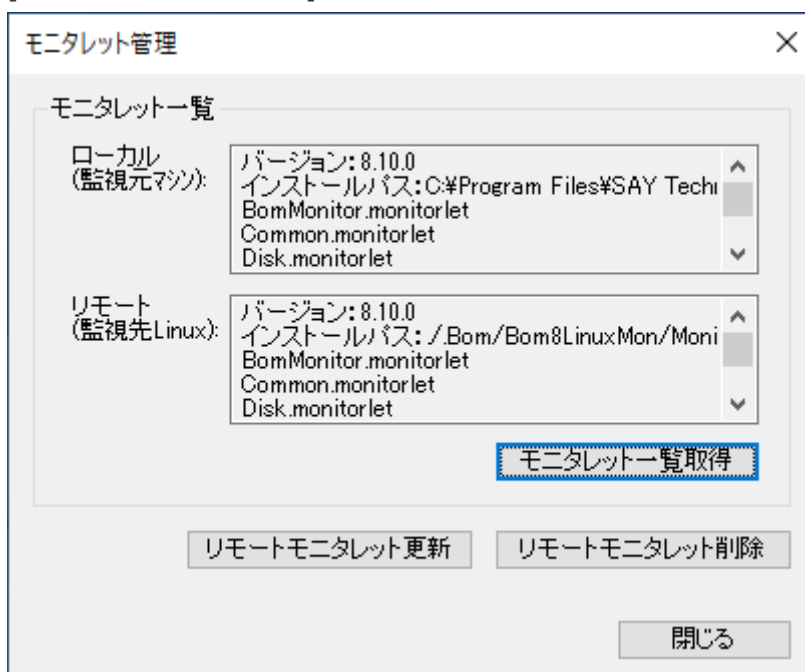 モニタレット管理
モニタレット一覧
ローカル
(監視元マシン):
バージョン:8.10.0
インストールパス:C:¥Program Files¥SAY Techn
BomMonitor.monitorlet
Common.monitorlet
Disk.monitorlet
リモート
(監視先Linux):
バージョン:8.10.0
インストールパス:/.Bom/Bom8LinuxMon/Moni
BomMonitor.monitorlet
Common.monitorlet
Disk.monitorlet
モニタレット一覧取得
リモートモニタレット更新
リモートモニタレット削除
閉じる